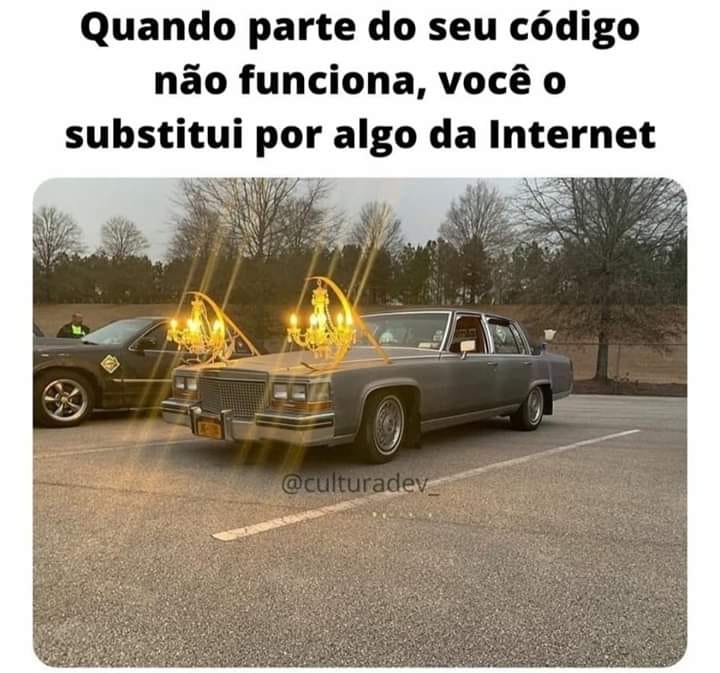 Quando parte do seu código
não funciona, você o
substitui por algo da Internet
@culturadev_